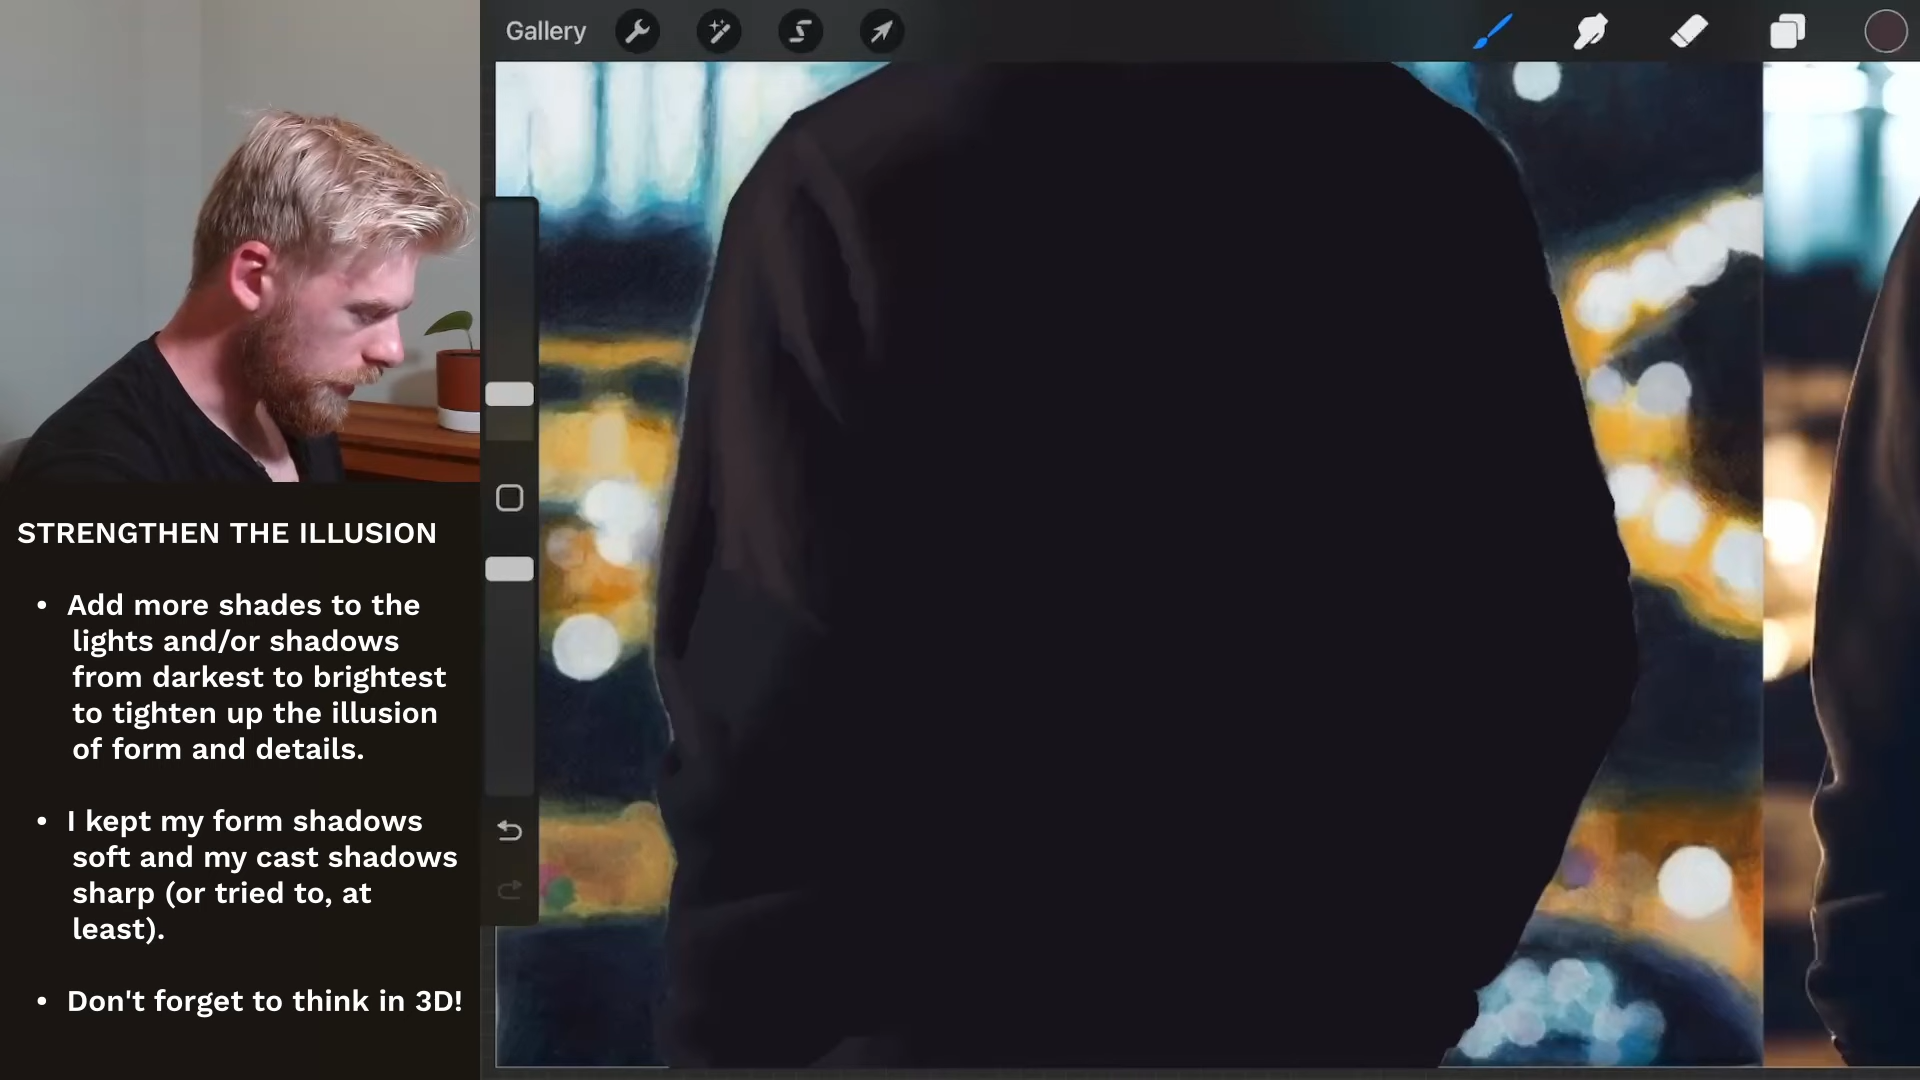 Gallery
STRENGTHEN THE ILLUSION
• Add more shades to the
lights and/or shadows
from darkest to brightest
to tighten up the illusion
of form and details.
• I kept my form shadows
soft and my cast shadows
sharp (or tried to, at
least).
• Don't forget to think in 3D!